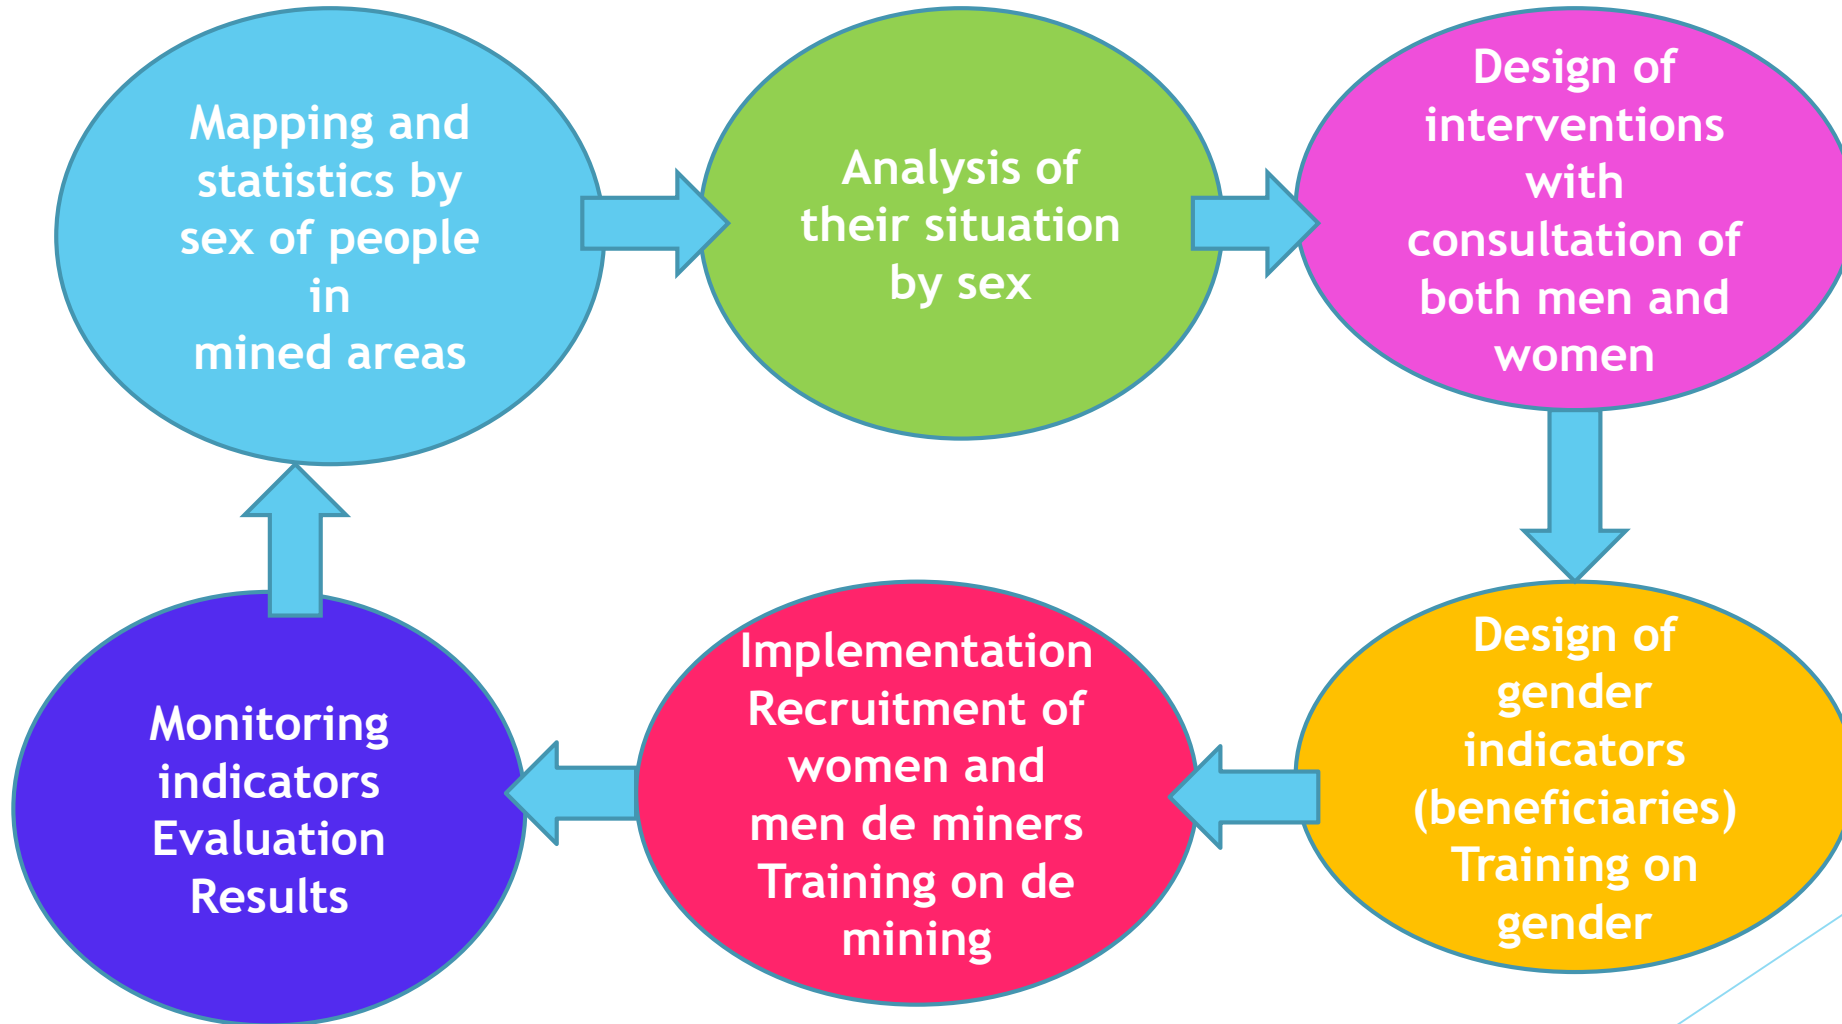 Mapping and
statistics by
sex of people
in
mined areas
Analysis of
their situation
by sex
Design of
interventions
with
consultation of
both men and
women
Design of
gender
indicators
(beneficiaries)
Training on
gender
Implementation
Recruitment of
women and
men de miners
Training on de
mining
Monitoring
indicators
Evaluation
Results